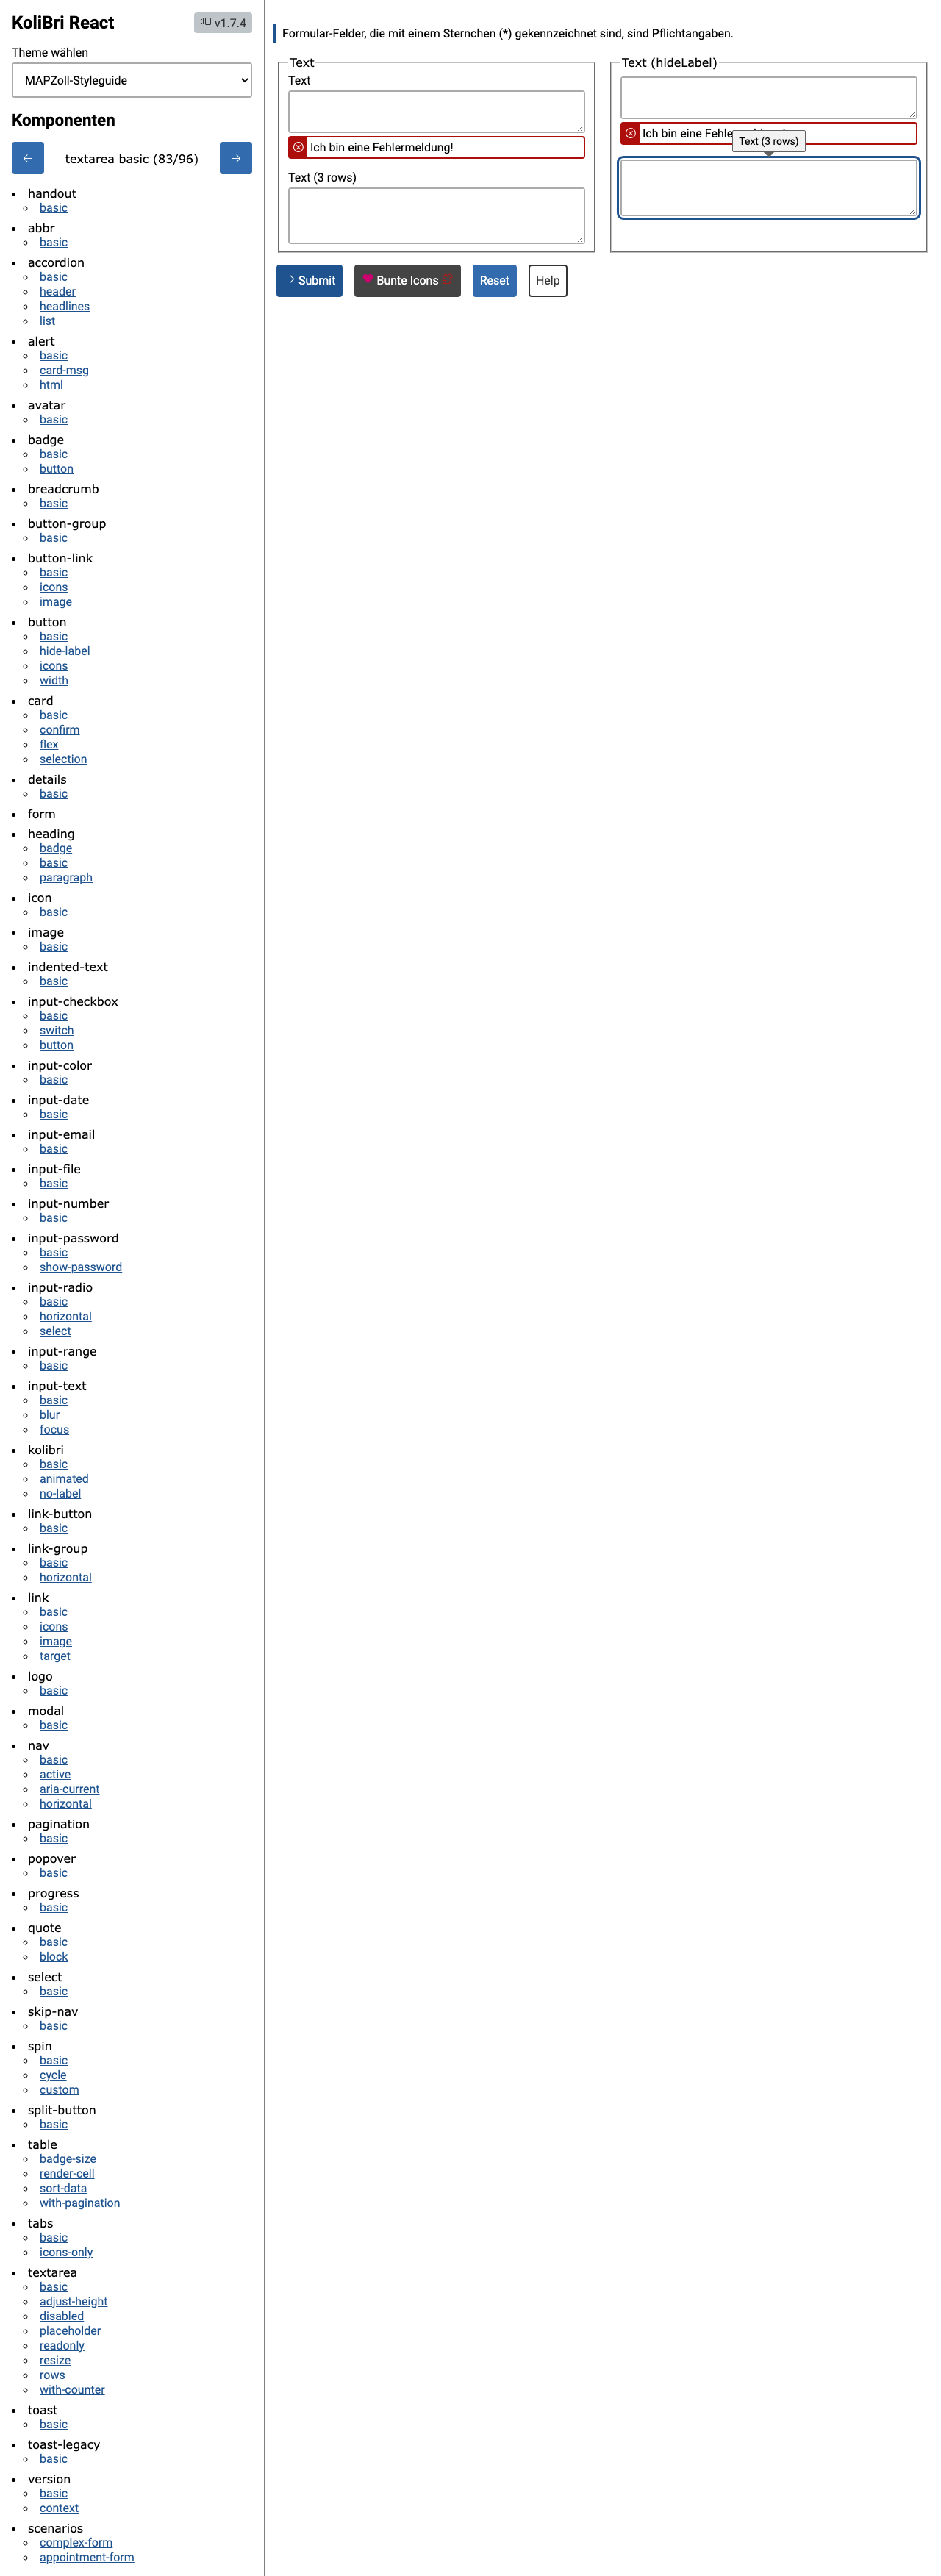 KoliBri React
v1.7.4
Theme wählen
MAPZoll-Styleguide
Komponenten
textarea basic (83/96)
handout
basic
abbr
basic
accordion
basic
header
headlines
list
alert
basic
card-msg
html
avatar
basic
badge
basic
button
breadcrumb
basic
button-group
basic
button-link
basic
icons
image
button
basic
hide-label
icons
width
card
basic
confirm
flex
selection
details
basic
form
heading
badge
basic
paragraph
icon
basic
image
basic
indented-text
basic
input-checkbox
basic
switch
button
input-color
basic
input-date
basic
input-email
basic
input-file
basic
input-number
basic
input-password
basic
show-password
input-radio
basic
horizontal
select
input-range
basic
input-text
basic
blur
focus
kolibri
basic
animated
no-label
link-button
basic
link-group
basic
horizontal
link
basic
icons
image
target
logo
basic
modal
basic
nav
basic
active
aria-current
horizontal
pagination
basic
popover
basic
progress
basic
quote
basic
block
select
basic
skip-nav
basic
spin
basic
cycle
custom
split-button
basic
table
badge-size
render-cell
sort-data
with-pagination
tabs
basic
icons-only
textarea
basic
adjust-height
disabled
placeholder
readonly
resize
rows
with-counter
toast
basic
toast-legacy
basic
version
basic
context
scenarios
complex-form
appointment-form
Formular-Felder, die mit einem Sternchen (*) gekennzeichnet sind, sind Pflichtangaben.
Text
Text
Ich bin eine Fehlermeldung!
Text (3 rows)
Text (hideLabel)
Ich bin eine
Text (3 rows)
Submit
Bunte Icons
Reset
Help